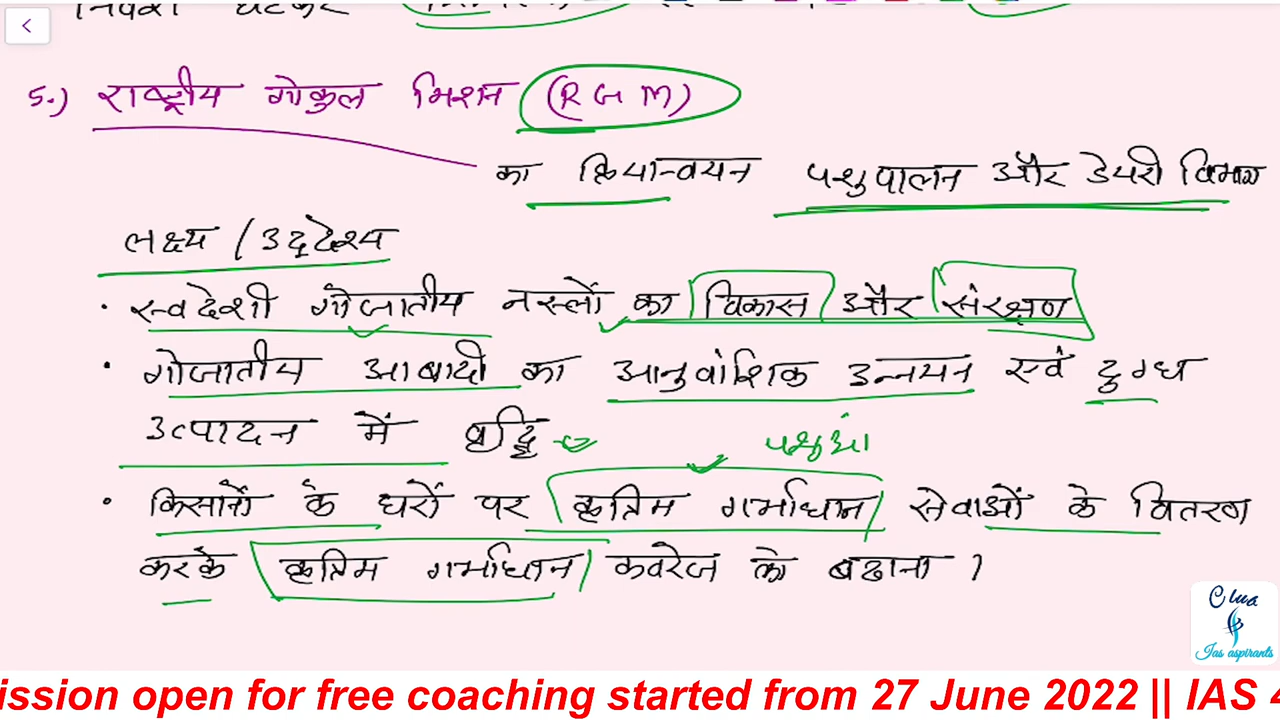 5.) राष्ट्रीय गोकुल मिशन (RGM)
का क्रियान्वयन पशुपालन और डेयरी विभाग
लक्ष्य / उद्देश्य
• स्वदेशी गोजातीय नस्लों का विकास और संरक्षण
• गोजातीय आबादी का आनुवांशिक उन्नयन एवं दुग्ध
उत्पादन में वृद्धि
पशुओं
• किसानों के घरों पर कृत्रिम गर्भाधान सेवाओं के वितरण
करके कृत्रिम गर्भाधान कवरेज को बढाना ।
Clue
Ias aspirants
ission open for free coaching started from 27 June 2022 || IAS